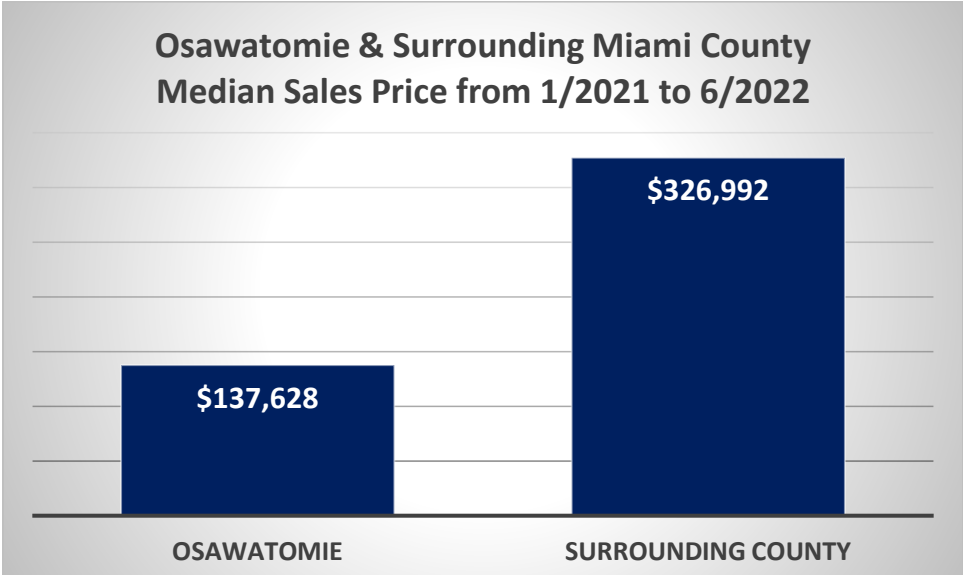 Osawatomie & Surrounding Miami County
Median Sales Price from 1/2021 to 6/2022
$326,992
$137,628
OSAWATOMIE
SURROUNDING COUNTY